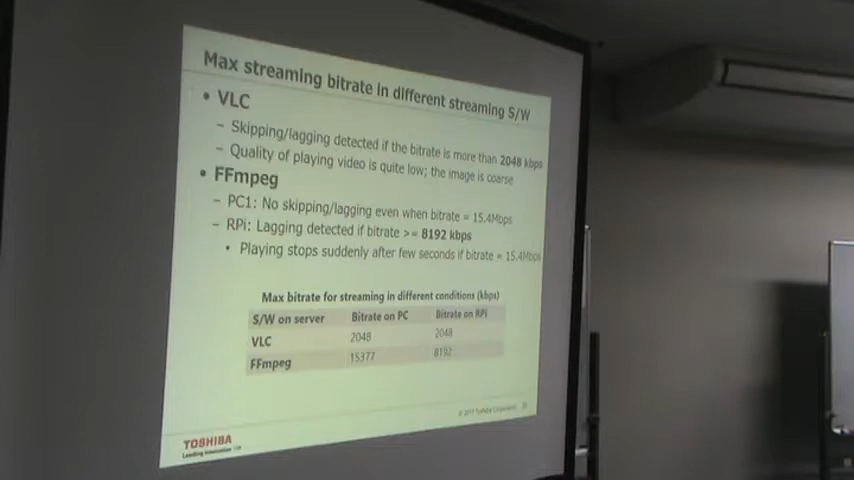 Max streaming bitrate in different streaming S/W
• VLC
– Skipping/lagging detected if the bitrate is more than 2048 kbps
– Quality of playing video is quite low; the image is coarse
• FFmpeg
– PC1: No skipping/lagging even when bitrate = 15.4Mbps
– RPi: Lagging detected if bitrate >= 8192 kbps
• Playing stops suddenly after few seconds if bitrate = 15.4Mbps
Max bitrate for streaming in different conditions (kbps)
S/W on server Bitrate on PC Bitrate on RPi
VLC 2048 2048
FFmpeg 15377 8192
TOSHIBA
Leading Innovation >>>
Toshiba Corporation